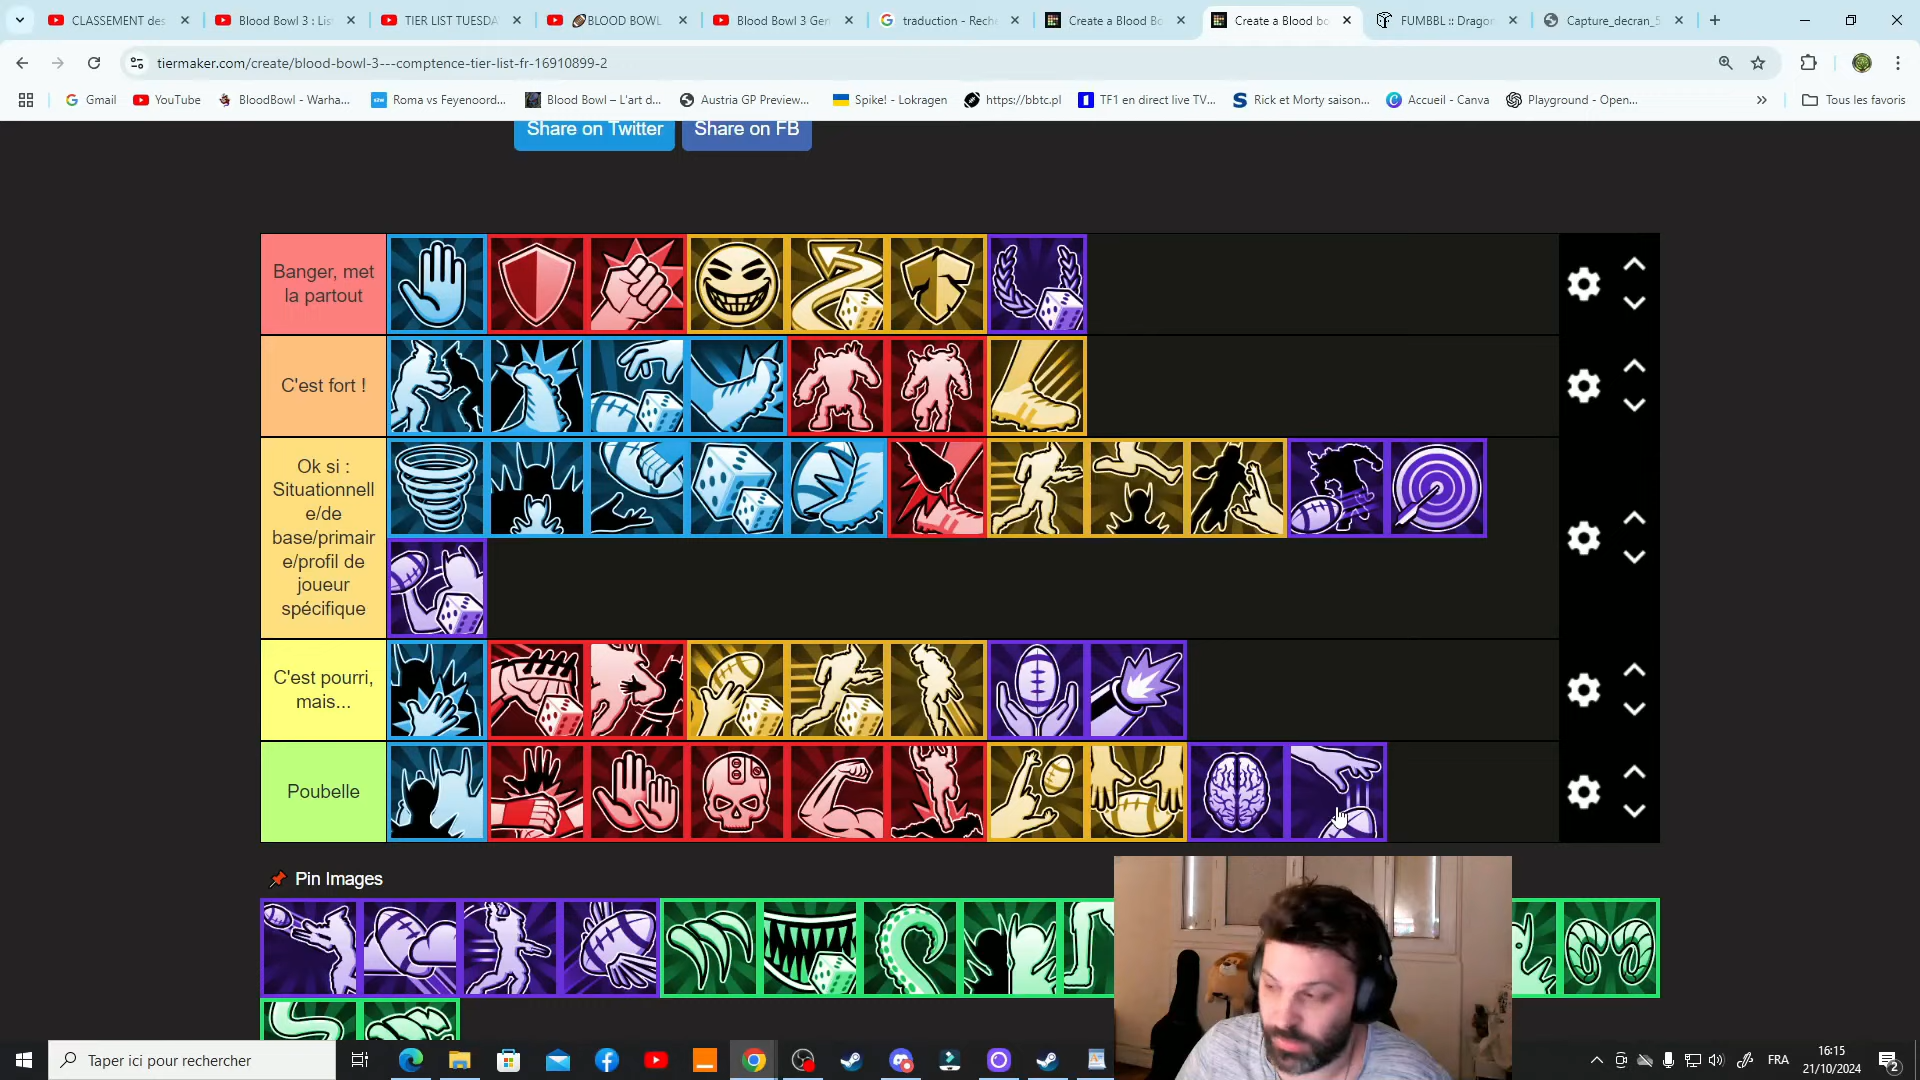 CLASSEMENT des
Blood Bowl 3 : Lis
TIER LIST TUESDA
BLOOD BOWL
Blood Bowl 3 Ger
traduction - Rech
Create a Blood Bo
Create a Blood bo
FUMBBL :: Drago
Capture_decran_5
tiermaker.com/create/blood-bowl-3---comptence-tier-list-fr-16910899-2
Gmail
YouTube
BloodBowl - Warha...
Roma vs Feyenoord...
Blood Bowl – L'art d...
Austria GP Preview...
Spike! - Lokragen
https://bbtc.pl
TF1 en direct live TV...
Rick et Morty saison...
Accueil - Canva
Playground - Open...
Tous les favoris
Share on Twitter
Share on FB
Banger, met
la partout
C'est fort !
Ok si :
Situationnell
e/de
base/primair
e/profil de
joueur
spécifique
C'est pourri,
mais...
Poubelle
Pin Images
Taper ici pour rechercher
FRA
16:15
21/10/2024
2